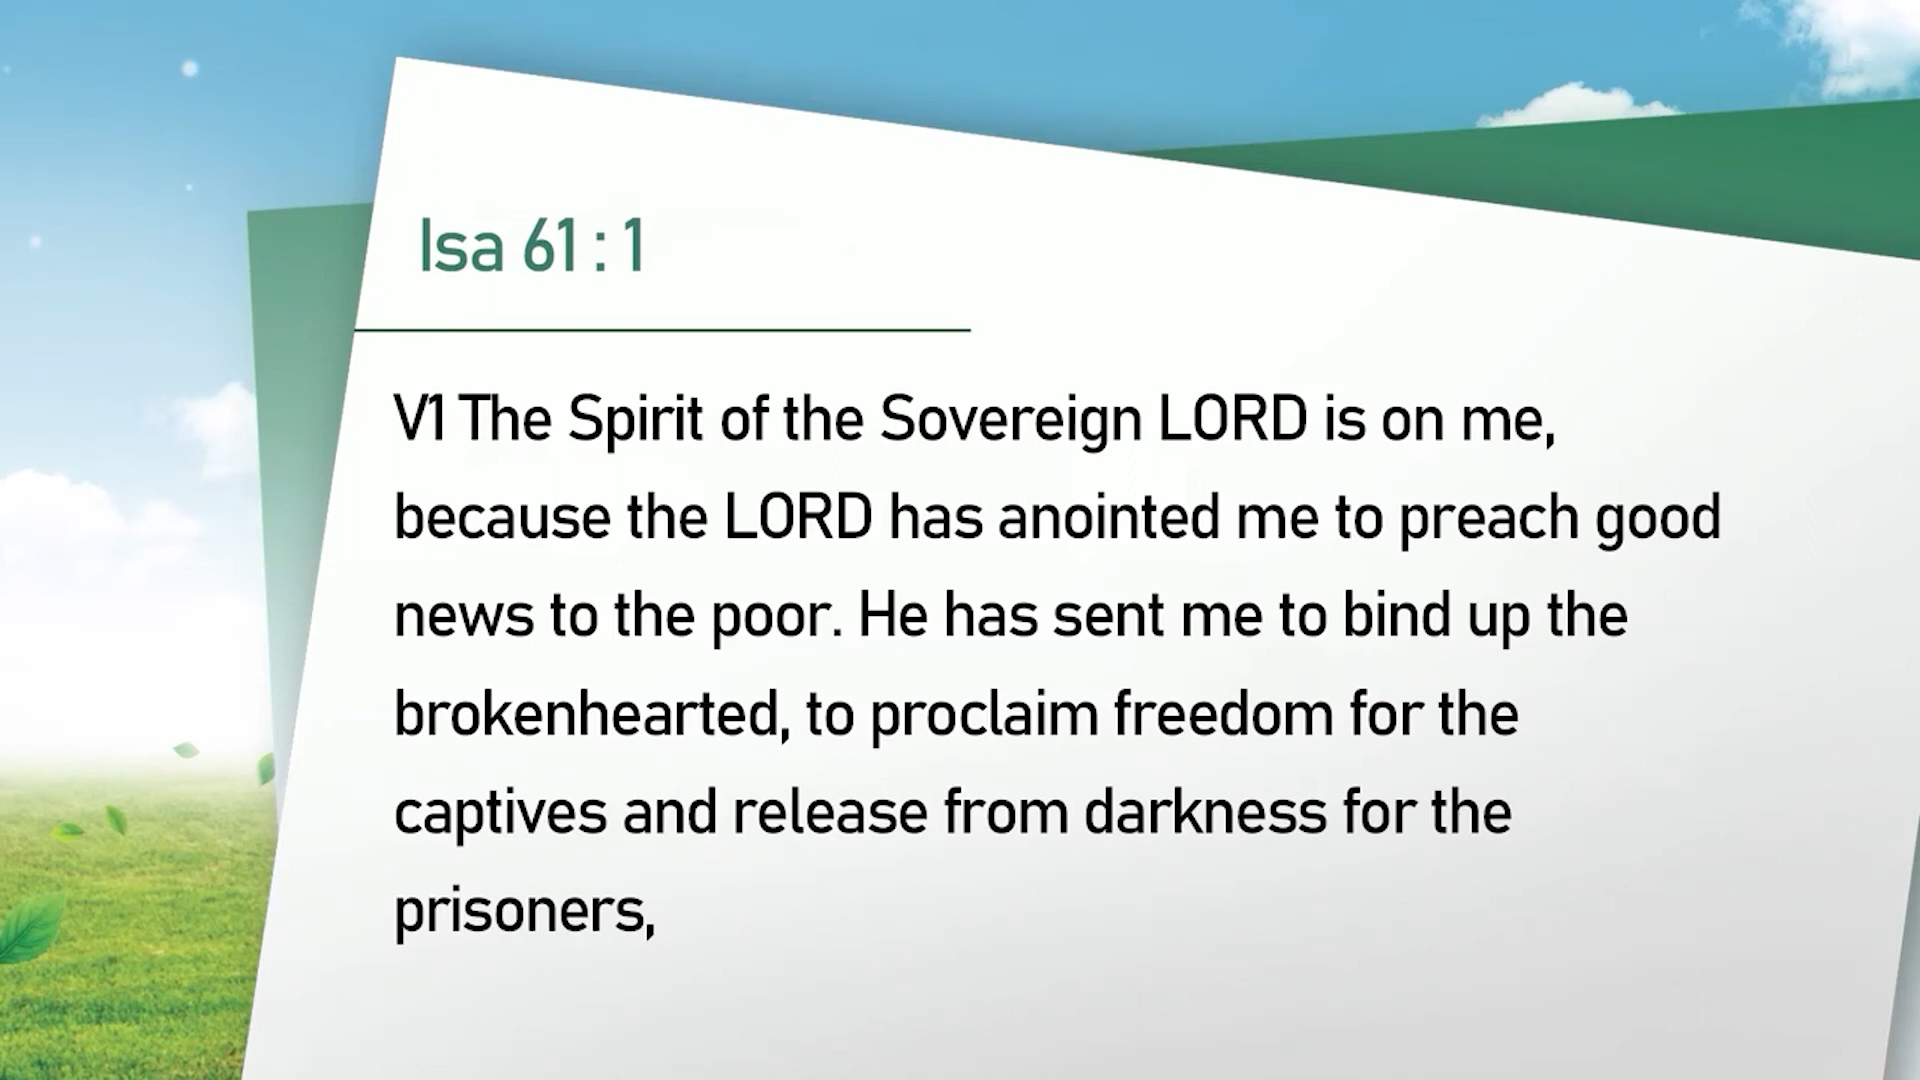 Isa 61 : 1
V1 The Spirit of the Sovereign LORD is on me,
because the LORD has anointed me to preach good
news to the poor. He has sent me to bind up the
brokenhearted, to proclaim freedom for the
captives and release from darkness for the
prisoners,